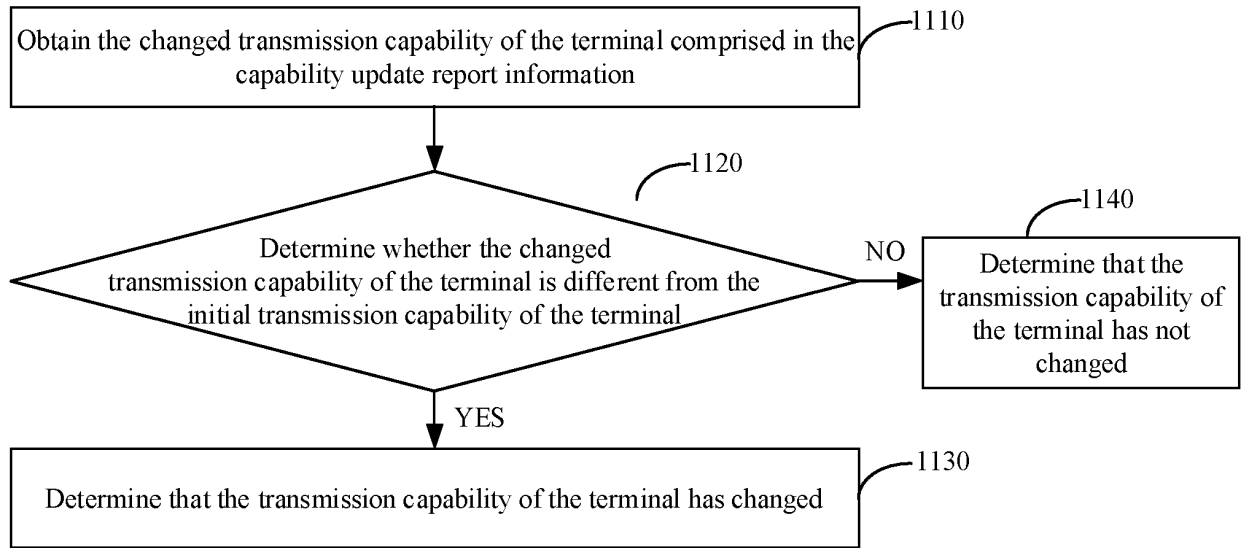 1110
Obtain the changed transmission capability of the terminal comprised in the
capability update report information
1120
Determine whether the changed
transmission capability of the terminal is different from the
initial transmission capability of the terminal
NO
1140
Determine that the
transmission capability of
the terminal has not
changed
YES
1130
Determine that the transmission capability of the terminal has changed